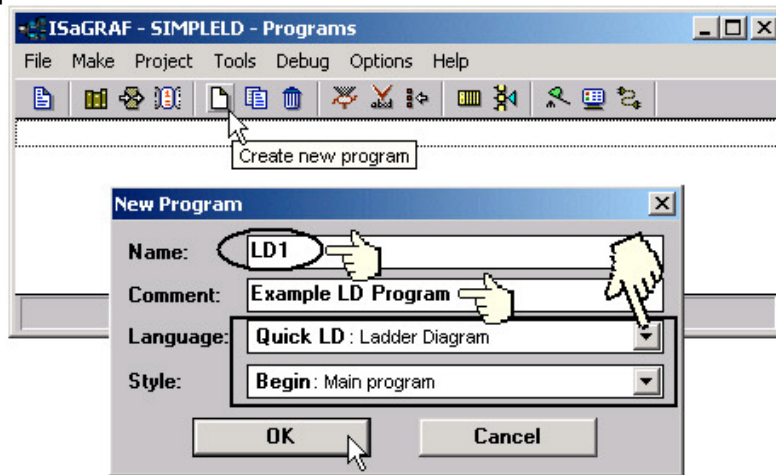 ISaGRAF - SIMPLELD - Programs
File Make Project Tools Debug Options Help
Create new program
New Program
Name: LD1
Comment: Example LD Program
Language: Quick LD : Ladder Diagram
Style: Begin : Main program
OK Cancel